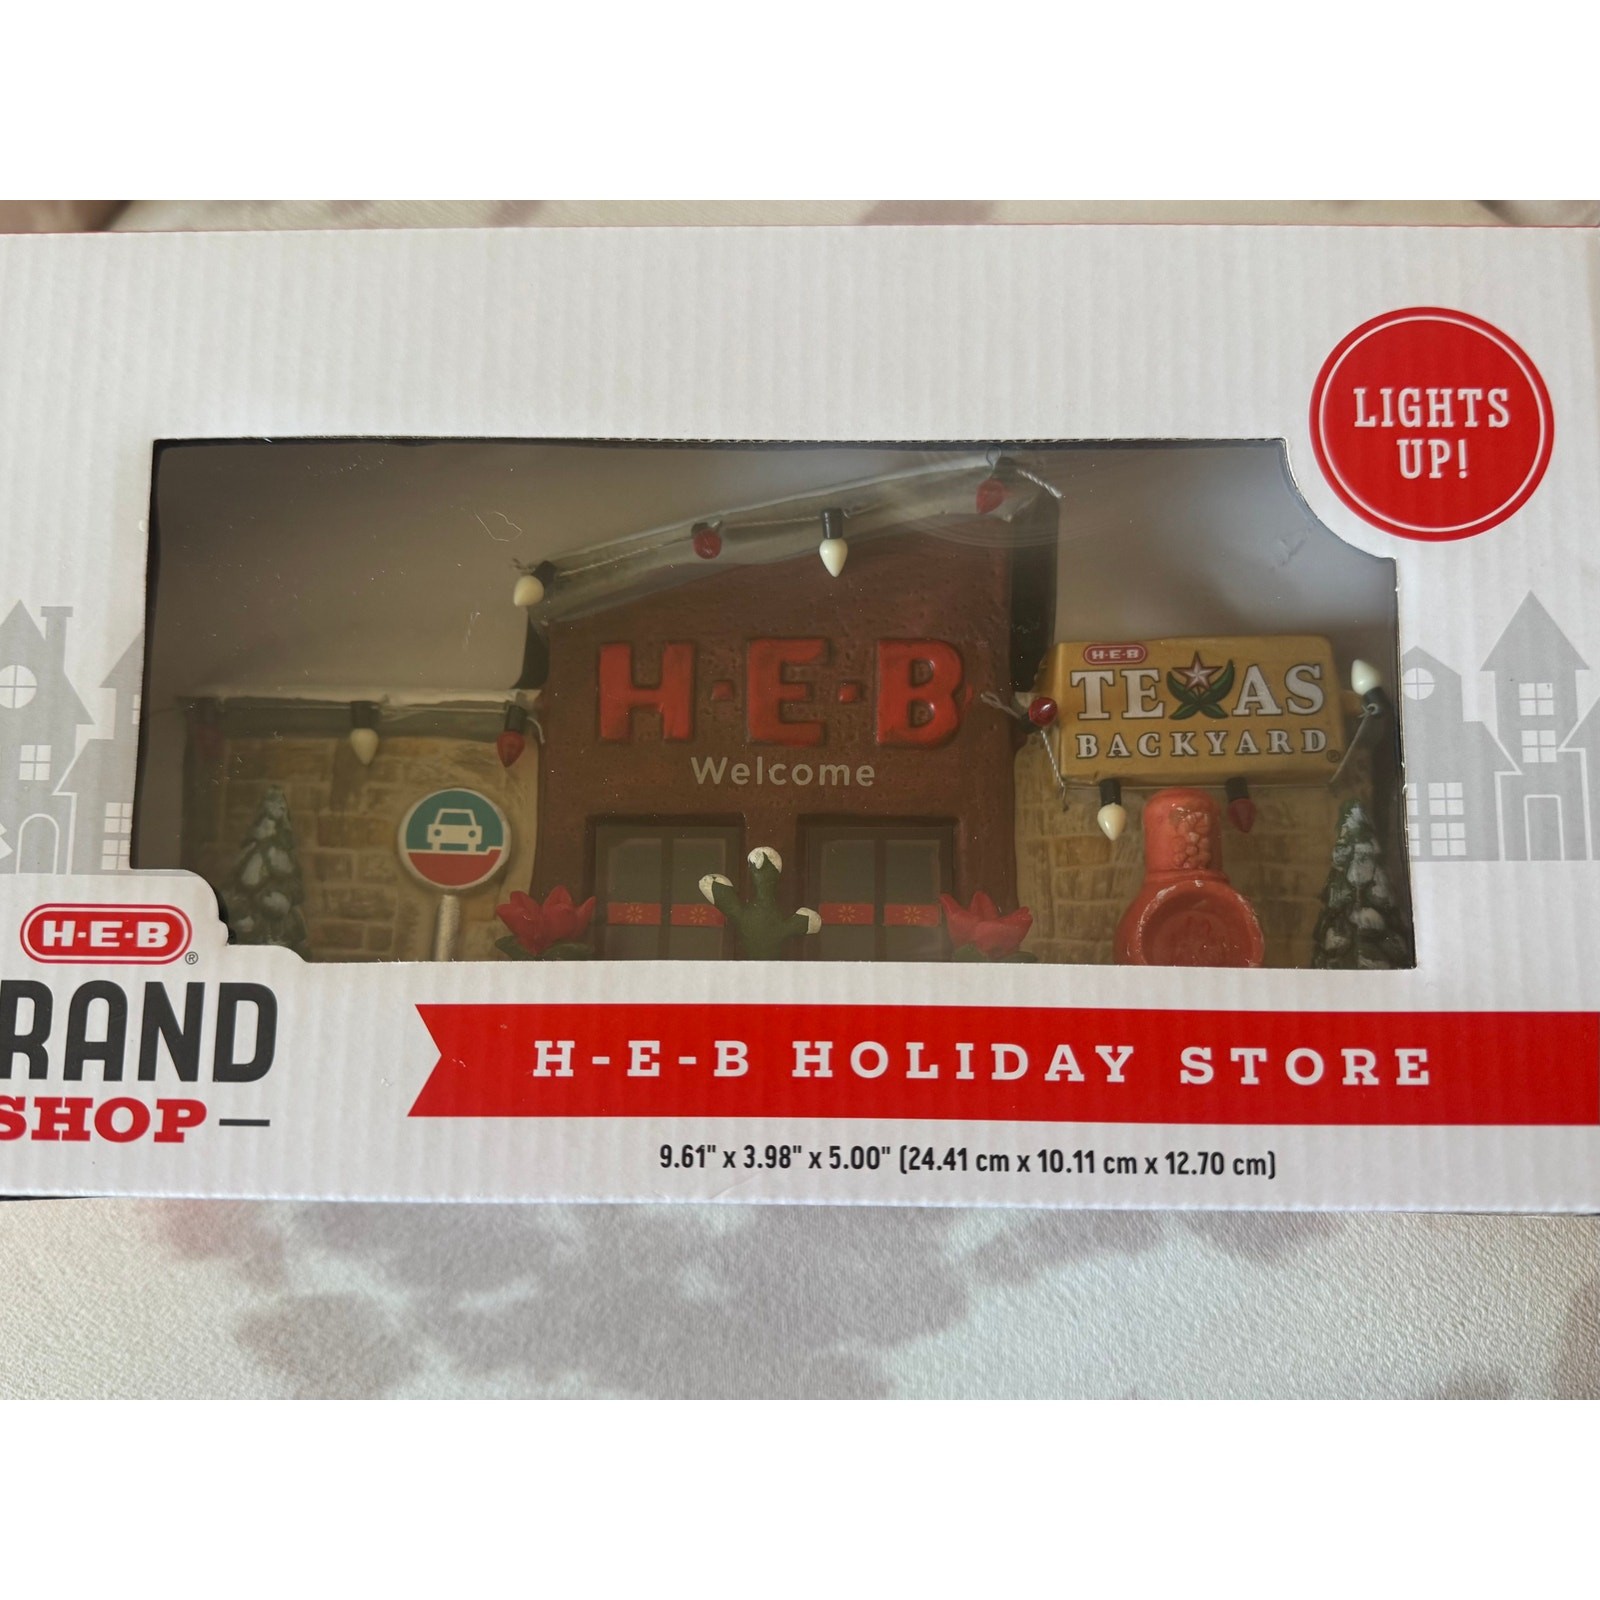 LIGHTS
UP!
H-E-B
Welcome
H-E-B
TEXAS
BACKYARD®
H-E-B®
RAND
SHOP
H-E-B HOLIDAY STORE
9.61" x 3.98" x 5.00" (24.41 cm x 10.11 cm x 12.70 cm)